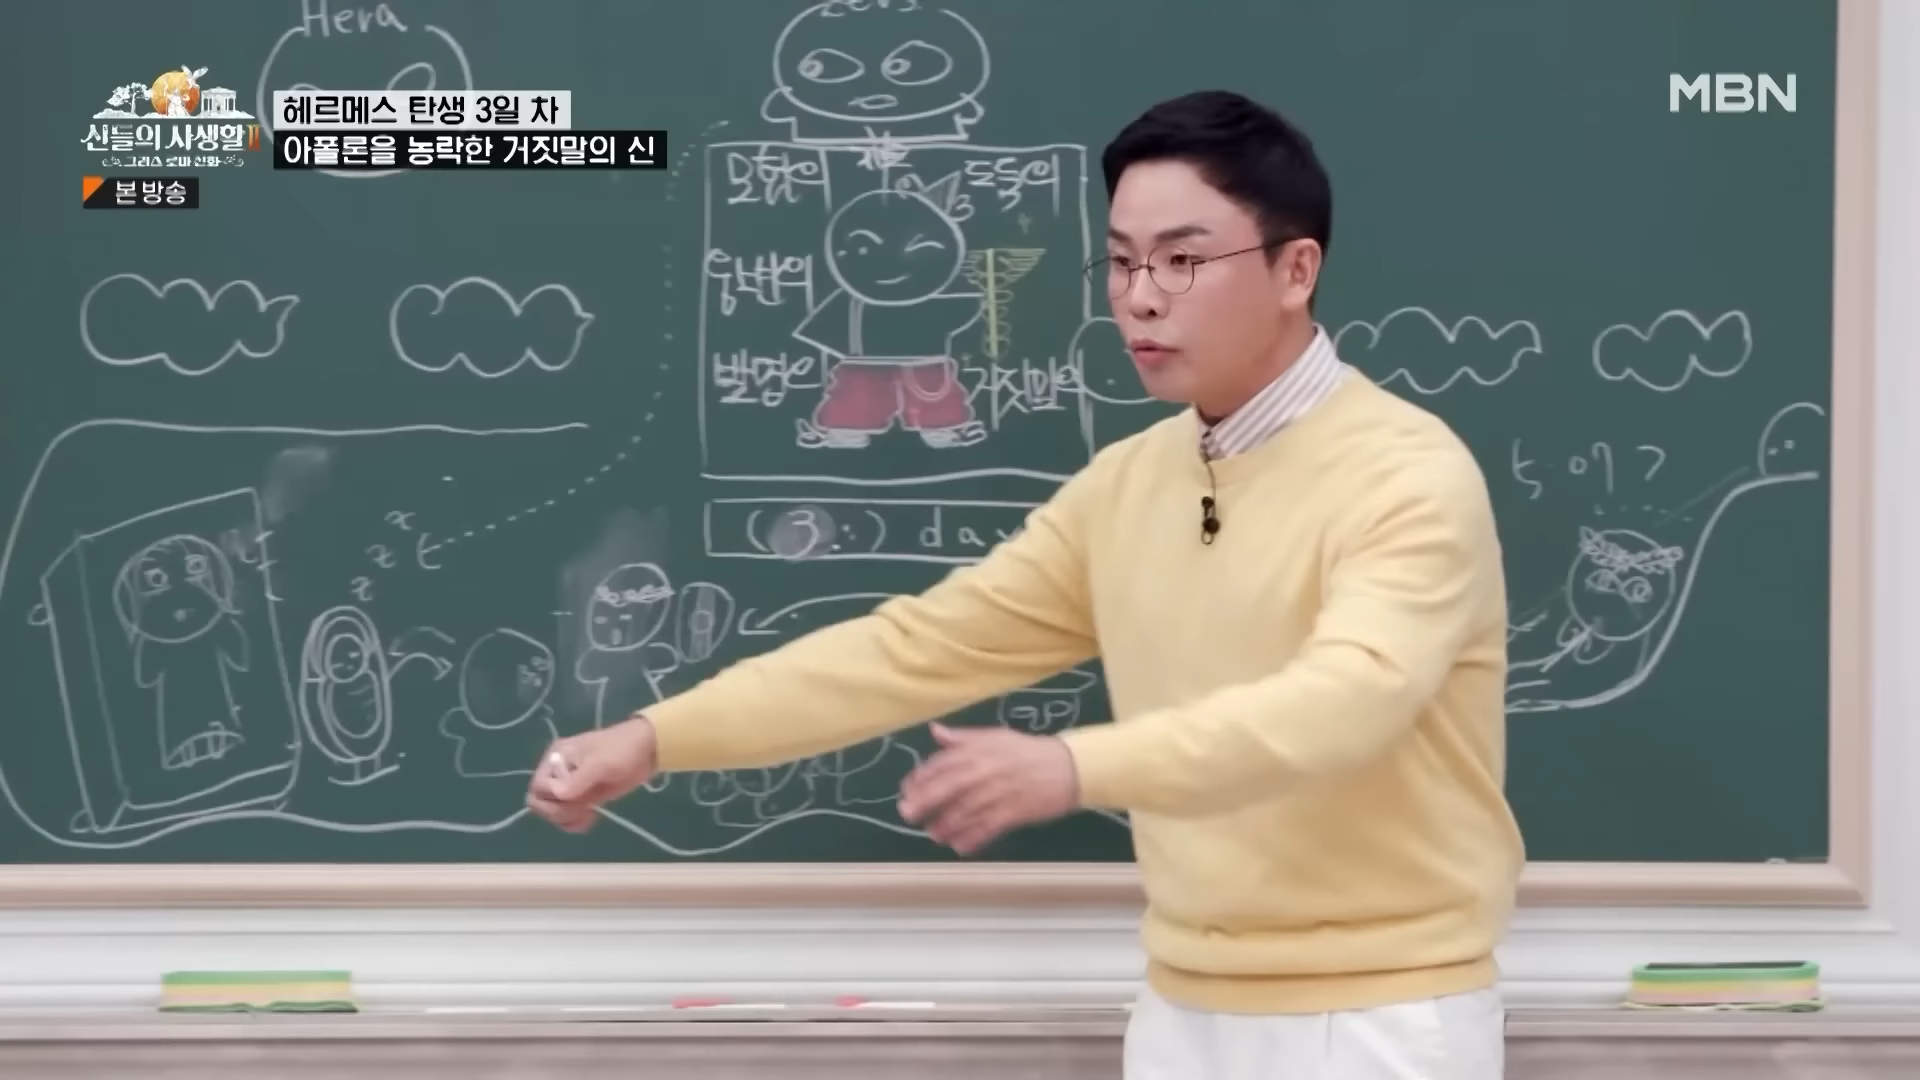 Hera
Zeus
MBN
신들의 사생활 II
그리스 로마 신화
헤르메스 탄생 3일 차
아폴론을 농락한 거짓말의 신
본 방송
모험의
도둑의
웅변의
발명의
거짓말의
(3:) day
z z z